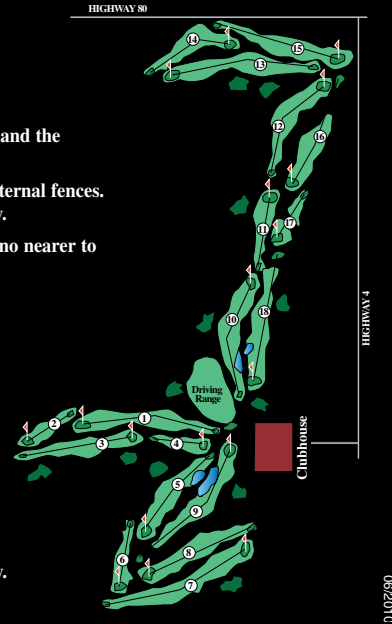 HIGHWAY 80
14
15
13
12
and the
16
ternal fences.
v.
17
11
no nearer to
HIGHWAY 4
10
18
Driving
Range
1
2
3
4
Clubhouse
5
9
8
6
7
y.
06/2010